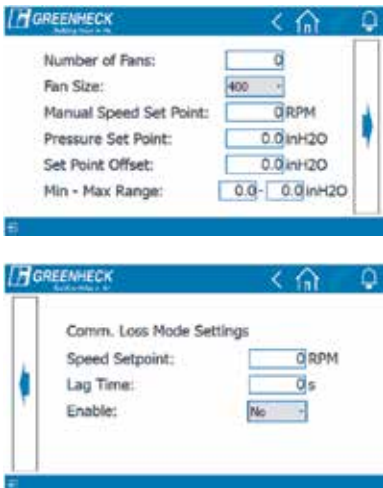 GREENHECK
Number of Fans: 0
Fan Size: 400
Manual Speed Set Point: 0 RPM
Pressure Set Point: 0.0 inH2O
Set Point Offset: 0.0 inH2O
Min - Max Range: 0.0 - 0.0 inH2O
GREENHECK
Comm. Loss Mode Settings
Speed Setpoint: 0 RPM
Lag Time: 0 s
Enable: No